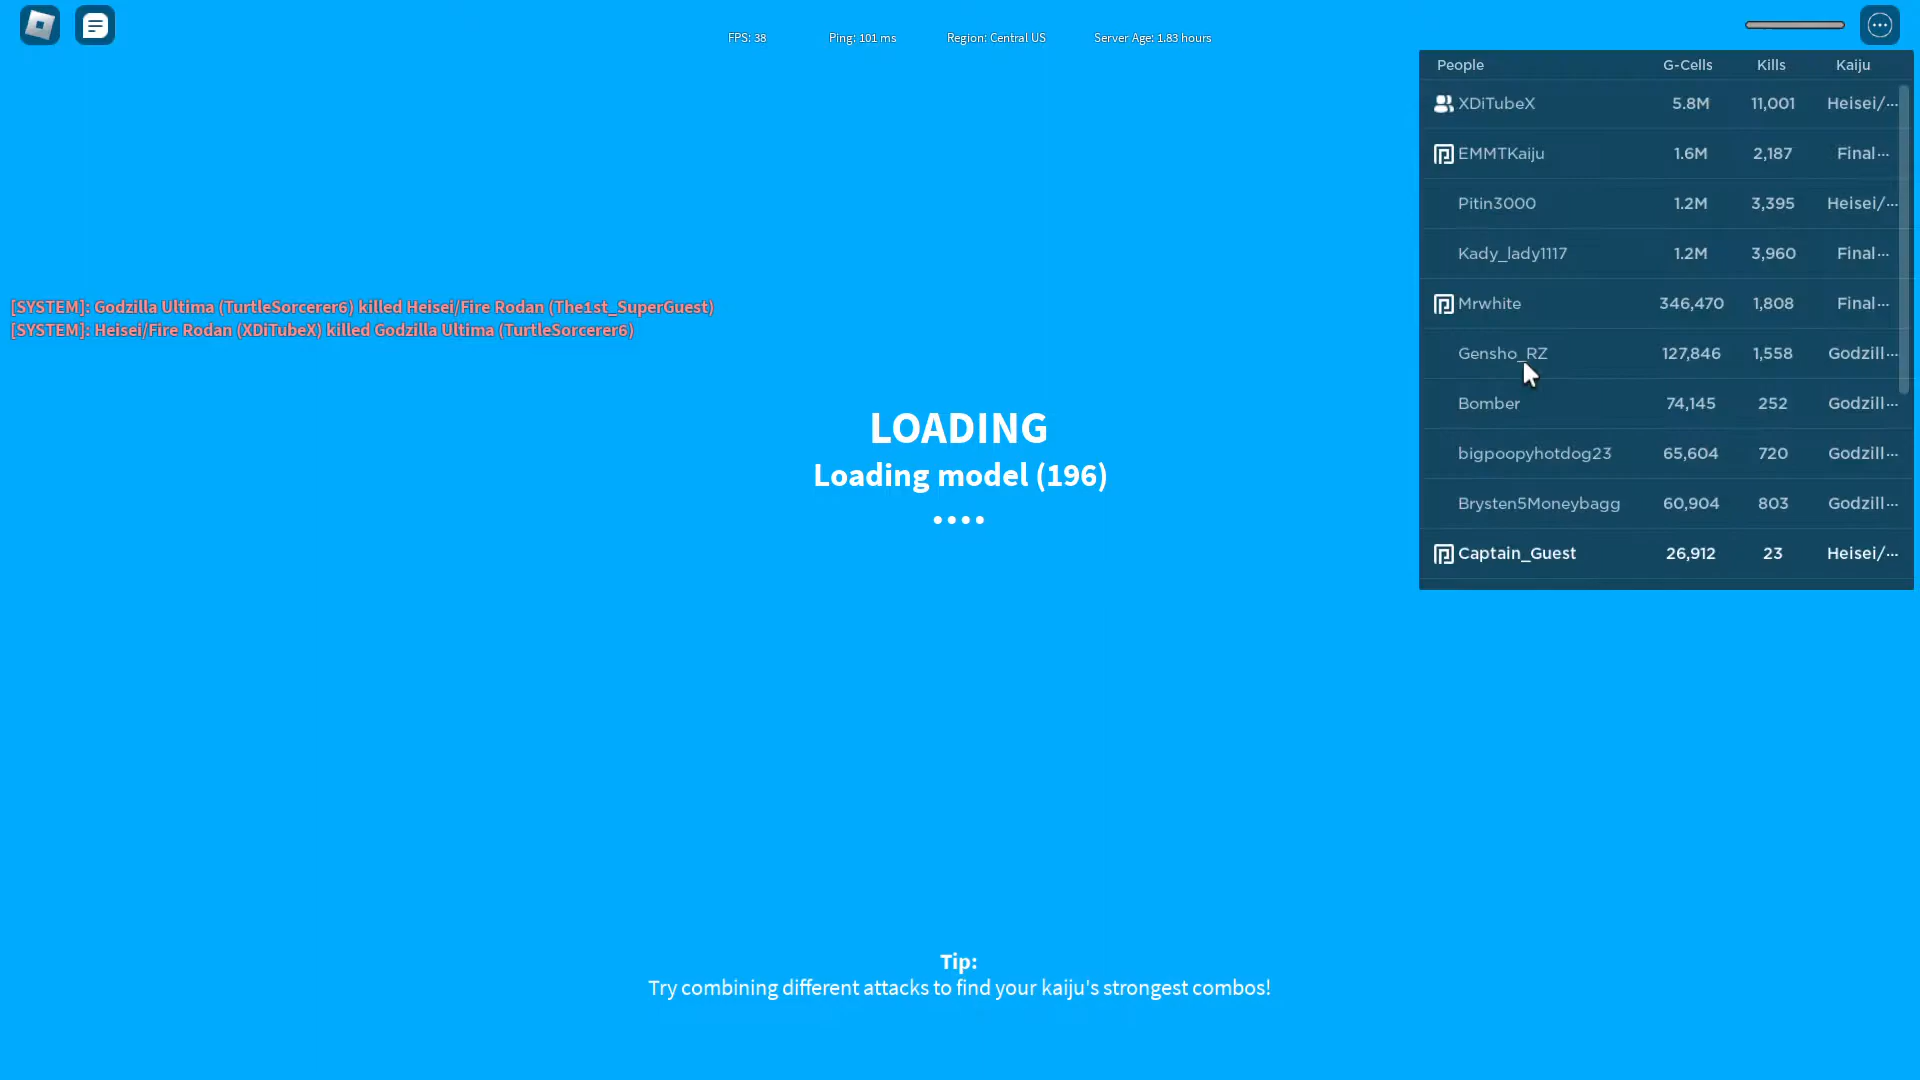 FPS: 38 Ping: 101 ms Region: Central US Server Age: 1.83 hours
People G-Cells Kills Kaiju
XDiTubeX 5.8M 11,001 Heisei/...
EMMTKaiju 1.6M 2,187 Final...
Pitin3000 1.2M 3,395 Heisei/...
Kady_lady1117 1.2M 3,960 Final...
Mrwhite 346,470 1,808 Final...
Gensho_RZ 127,846 1,558 Godzill...
Bomber 74,145 252 Godzill...
bigpoopyhotdog23 65,604 720 Godzill...
Brysten5Moneybagg 60,904 803 Godzill...
Captain_Guest 26,912 23 Heisei/...
[SYSTEM]: Godzilla Ultima (TurtleSorcerer6) killed Heisei/Fire Rodan (The1st_SuperGuest)
[SYSTEM]: Heisei/Fire Rodan (XDiTubeX) killed Godzilla Ultima (TurtleSorcerer6)
LOADING
Loading model (196)
Tip:
Try combining different attacks to find your kaiju's strongest combos!